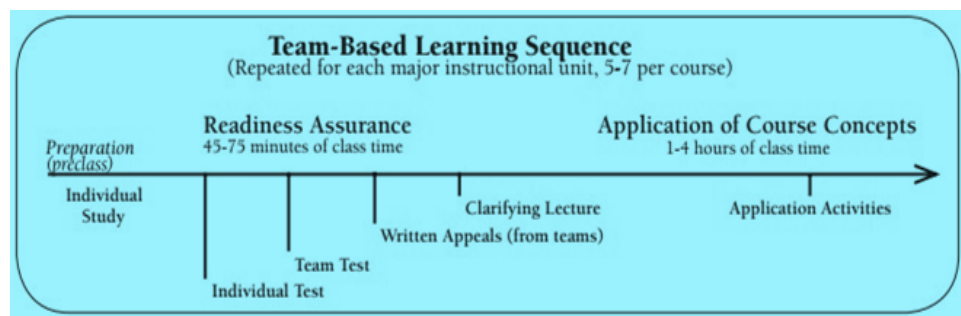 Team-Based Learning Sequence
(Repeated for each major instructional unit, 5-7 per course)
Readiness Assurance
45-75 minutes of class time
Application of Course Concepts
1-4 hours of class time
Preparation
(preclass)
Individual
Study
Clarifying Lecture
Application Activities
Written Appeals (from teams)
Team Test
Individual Test